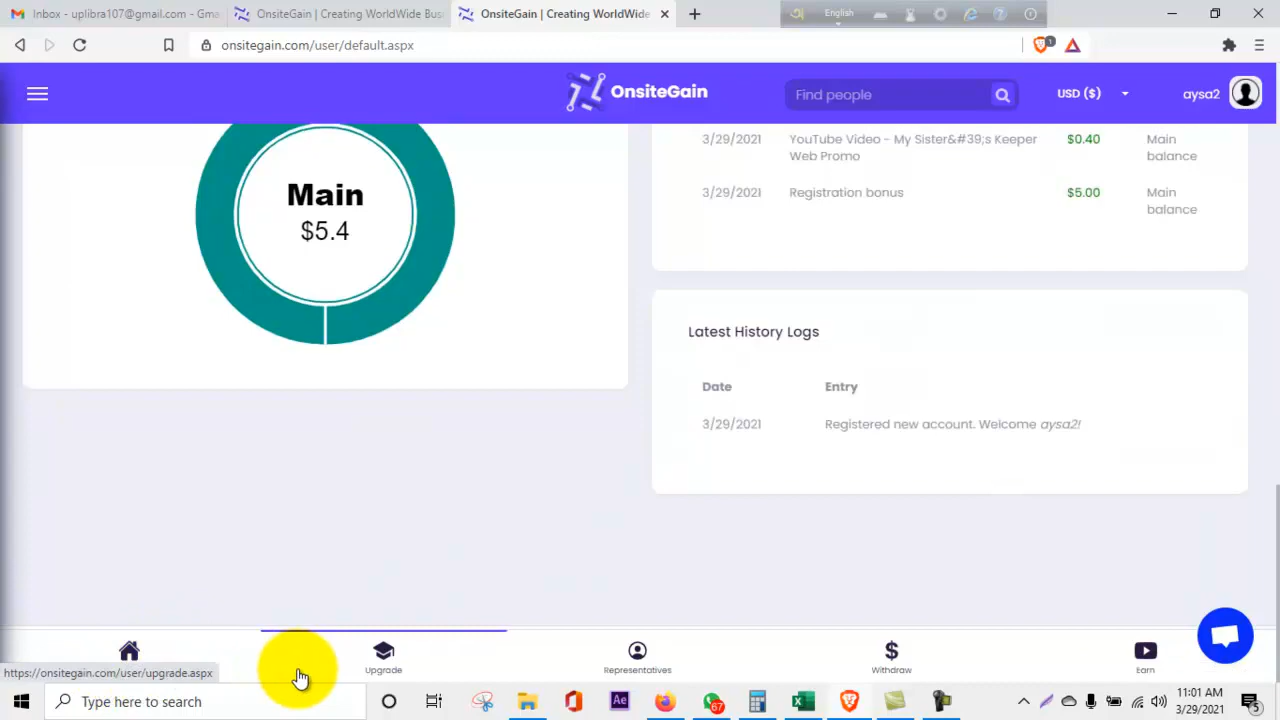 Inbox - uplibra107@gmail.com - Gma
OnsiteGain | Creating WorldWide Bus
OnsiteGain | Creating WorldWide
English
onsitegain.com/user/default.aspx
1
OnsiteGain
Find people
USD ($)
aysa2
3/29/2021 YouTube Video - My Sister&#39;s Keeper $0.40 Main
Web Promo balance
3/29/2021 Registration bonus $5.00 Main
balance
Main
$5.4
Latest History Logs
Date Entry
3/29/2021 Registered new account. Welcome aysa2!
Upgrade
Representatives
Withdraw
Earn
https://onsitegain.com/user/upgrade.aspx
Type here to search
67
11:01 AM
3/29/2021
5